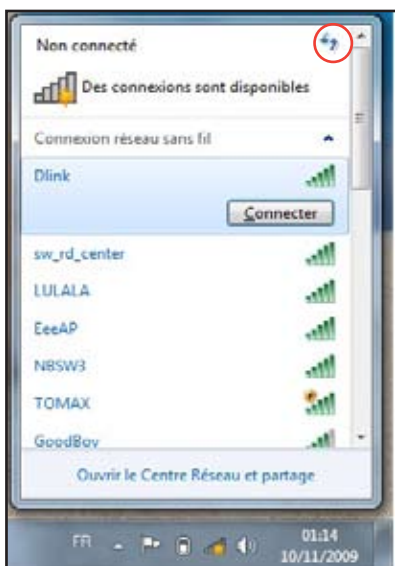 Non connecté
Des connexions sont disponibles
Connexion réseau sans fil
Dlink
Connecter
sw_rd_center
LULALA
EeeAP
NBSW3
TOMAX
GoodBoy
Ouvrir le Centre Réseau et partage
FR
01:14
10/11/2009